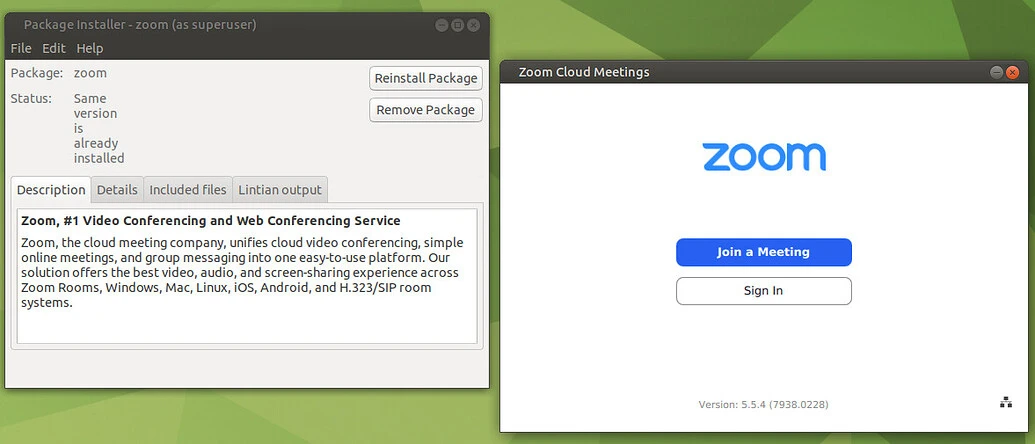 Package Installer - zoom (as superuser)
File Edit Help
Package: zoom
Reinstall Package
Status: Same
version
is
already
installed
Remove Package
Description Details Included files Lintian output
Zoom, #1 Video Conferencing and Web Conferencing Service
Zoom, the cloud meeting company, unifies cloud video conferencing, simple
online meetings, and group messaging into one easy-to-use platform. Our
solution offers the best video, audio, and screen-sharing experience across
Zoom Rooms, Windows, Mac, Linux, iOS, Android, and H.323/SIP room
systems.
Zoom Cloud Meetings
zoom
Join a Meeting
Sign In
Version: 5.5.4 (7938.0228)